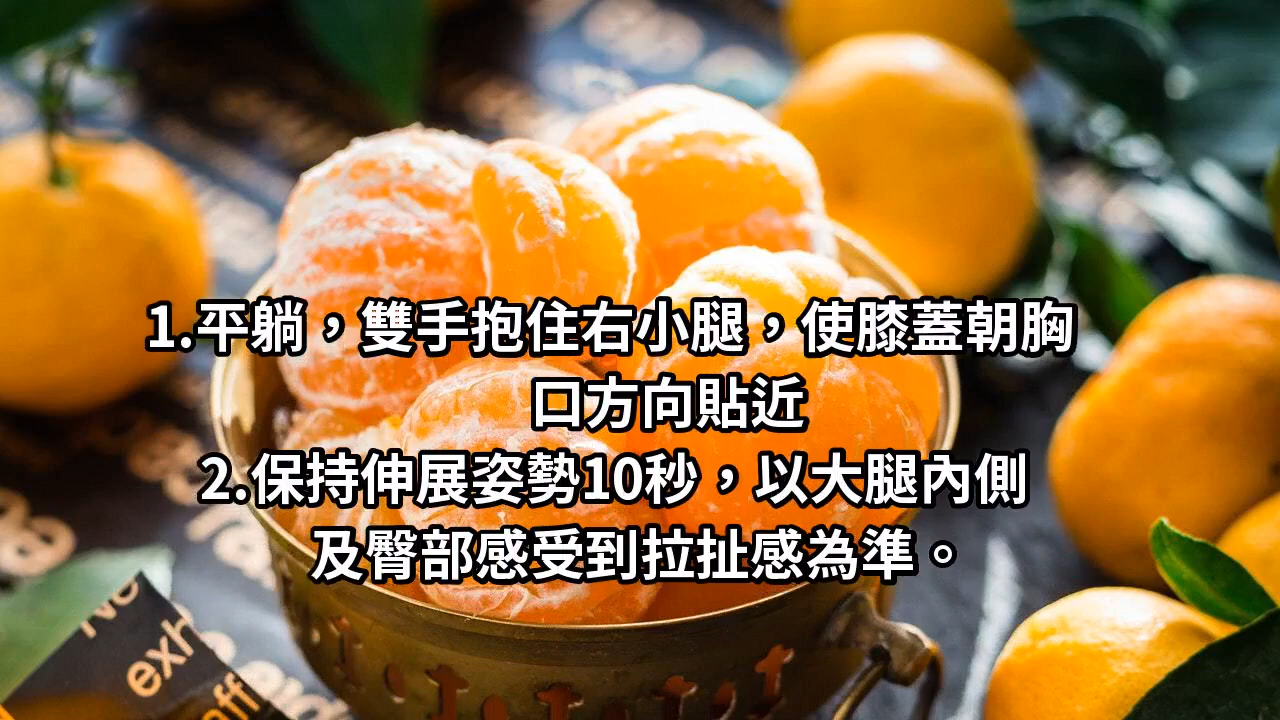 1.平躺，雙手抱住右小腿，使膝蓋朝胸
口方向貼近
2.保持伸展姿勢10秒，以大腿內側
及臀部感受到拉扯感為準。
exh